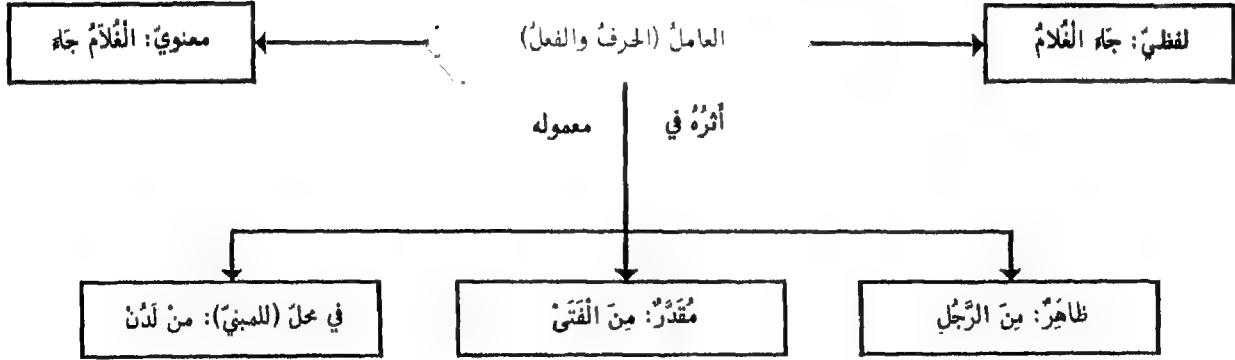 لفظيّ: جَاءَ الْغُلَامُ
العاملُ (الحرفُ والفعلُ)
معنويّ: الْغُلَامُ جَاءَ
أثرُهُ في معموله
ظاهَِرٌ: مِنَ الرَّجُلِ
مُقَدَّرٌ: مِنَ الْفَتَىْ
في محلّ (للمبنيّ): منْ لَدُنْ